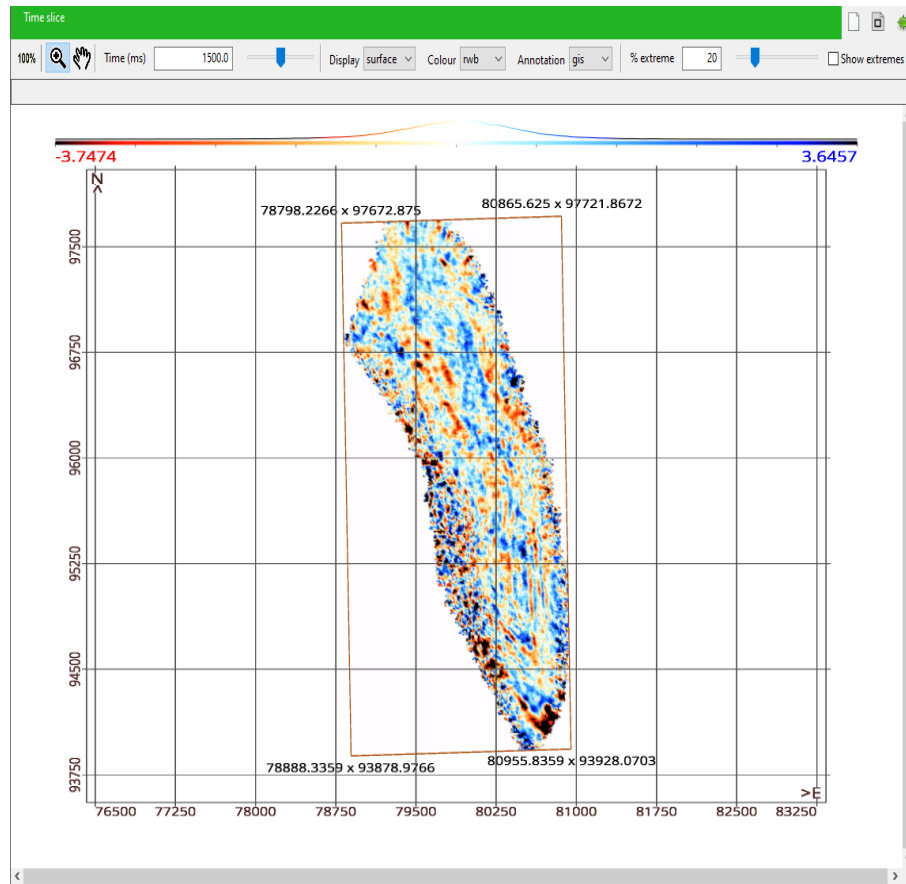 Time slice
100% Time (ms) 1500.0 Display surface Colour rwb Annotation gis % extreme 20 Show extremes
-3.7474 3.6457
N
78798.2266 x 97672.875 80865.625 x 97721.8672
97500
96750
96000
95250
94500
93750
78888.3359 x 93878.9766 80955.8359 x 93928.0703
>E
76500 77250 78000 78750 79500 80250 81000 81750 82500 83250